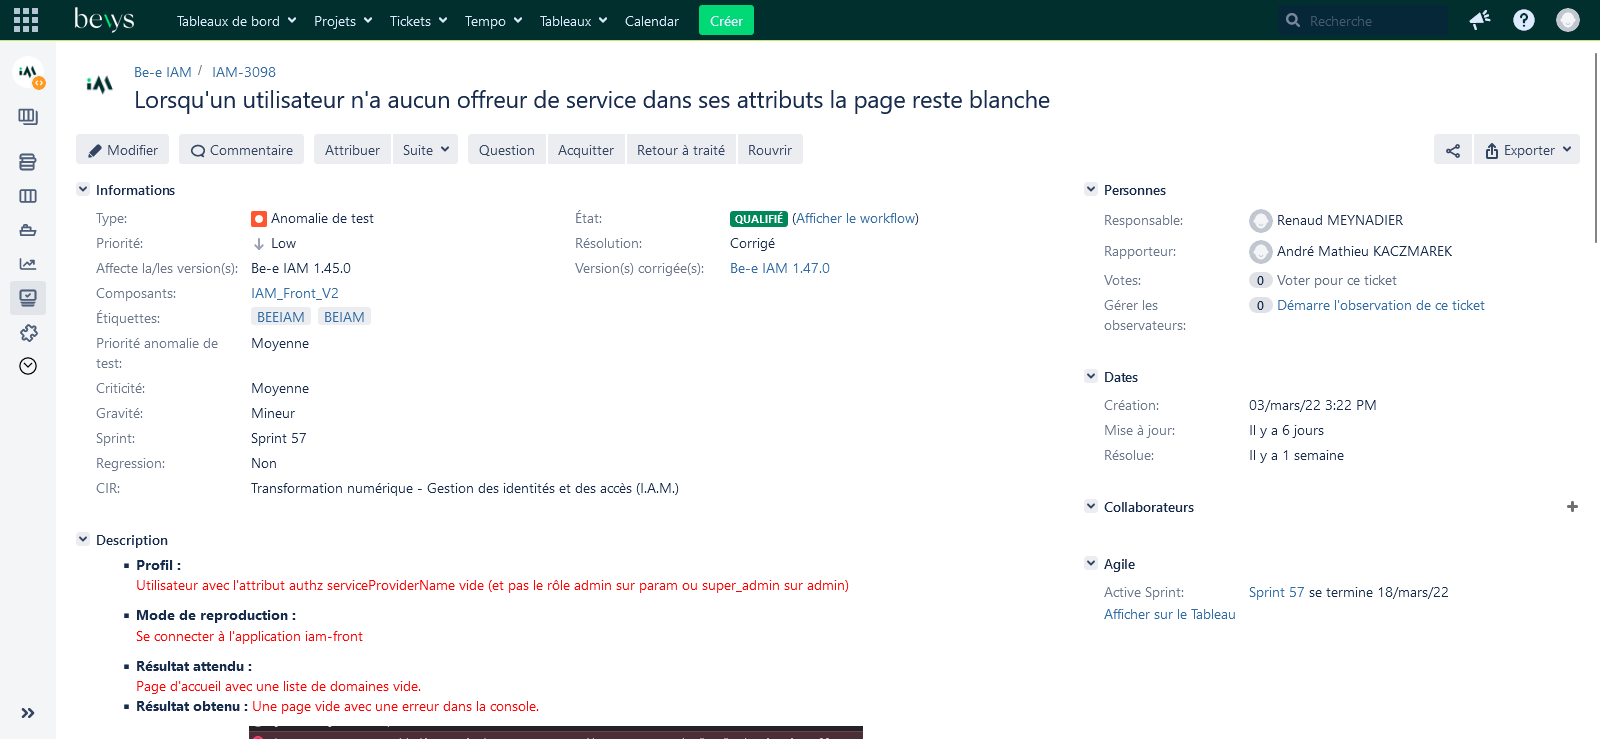 bewys Tableaux de bord Projets Tickets Tempo Tableaux Calendar Créer Recherche
iAM
Be-e IAM / IAM-3098
Lorsqu'un utilisateur n'a aucun offreur de service dans ses attributs la page reste blanche
Modifier Commentaire Attribuer Suite Question Acquitter Retour à traité Rouvrir Exporter
Informations
Type: Anomalie de test
État: QUALIFIÉ (Afficher le workflow)
Priorité: Low
Résolution: Corrigé
Affecte la/les version(s): Be-e IAM 1.45.0
Version(s) corrigée(s): Be-e IAM 1.47.0
Composants: IAM_Front_V2
Étiquettes: BEEIAM BEIAM
Priorité anomalie de
test:
Moyenne
Criticité: Moyenne
Gravité: Mineur
Sprint: Sprint 57
Regression: Non
CIR: Transformation numérique - Gestion des identités et des accès (I.A.M.)
Description
▪ Profil :
Utilisateur avec l'attribut authz serviceProviderName vide (et pas le rôle admin sur param ou super_admin sur admin)
▪ Mode de reproduction :
Se connecter à l'application iam-front
▪ Résultat attendu :
Page d'accueil avec une liste de domaines vide.
▪ Résultat obtenu : Une page vide avec une erreur dans la console.
Personnes
Responsable: Renaud MEYNADIER
Rapporteur: André Mathieu KACZMAREK
Votes: 0 Voter pour ce ticket
Gérer les
observateurs:
0 Démarre l'observation de ce ticket
Dates
Création: 03/mars/22 3:22 PM
Mise à jour: Il y a 6 jours
Résolue: Il y a 1 semaine
Collaborateurs
Agile
Active Sprint: Sprint 57 se termine 18/mars/22
Afficher sur le Tableau